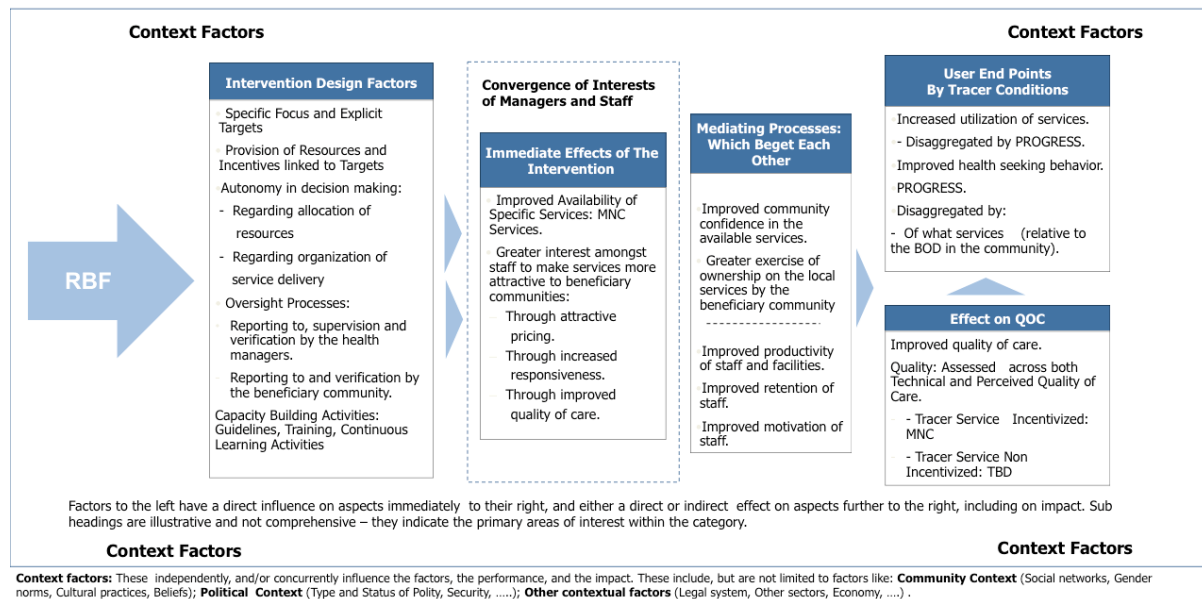 Context Factors
Context Factors
RBF
Intervention Design Factors
Specific Focus and Explicit
Targets
Provision of Resources and
Incentives linked to Targets
Autonomy in decision making:
- Regarding allocation of
resources
- Regarding organization of
service delivery
Oversight Processes:
Reporting to, supervision and
verification by the health
managers.
Reporting to and verification by
the beneficiary community.
Capacity Building Activities:
Guidelines, Training, Continuous
Learning Activities
Convergence of Interests
of Managers and Staff
Immediate Effects of The
Intervention
Improved Availability of
Specific Services: MNC
Services.
Greater interest amongst
staff to make services more
attractive to beneficiary
communities:
Through attractive
pricing.
Through increased
responsiveness.
Through improved
quality of care.
Mediating Processes:
Which Beget Each
Other
Improved community
confidence in the
available services.
Greater exercise of
ownership on the local
services by the
beneficiary community
Improved productivity
of staff and facilities.
Improved retention of
staff.
Improved motivation of
staff.
User End Points
By Tracer Conditions
Increased utilization of services.
- Disaggregated by PROGRESS.
Improved health seeking behavior.
PROGRESS.
Disaggregated by:
- Of what services (relative to
the BOD in the community).
Effect on QOC
Improved quality of care.
Quality: Assessed across both
Technical and Perceived Quality of
Care.
- Tracer Service Incentivized:
MNC
- Tracer Service Non
Incentivized: TBD
Factors to the left have a direct influence on aspects immediately to their right, and either a direct or indirect effect on aspects further to the right, including on impact. Sub
headings are illustrative and not comprehensive – they indicate the primary areas of interest within the category.
Context Factors
Context Factors
Context factors: These independently, and/or concurrently influence the factors, the performance, and the impact. These include, but are not limited to factors like: Community Context (Social networks, Gender
norms, Cultural practices, Beliefs); Political Context (Type and Status of Polity, Security, …..); Other contextual factors (Legal system, Other sectors, Economy, ….) .